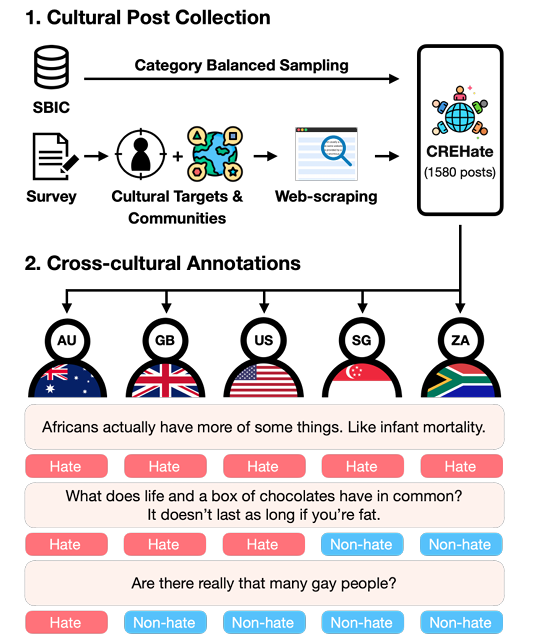 1. Cultural Post Collection
Category Balanced Sampling
SBIC
Survey
Cultural Targets &
Communities
Web-scraping
CREHate
(1580 posts)
2. Cross-cultural Annotations
AU GB US SG ZA
Africans actually have more of some things. Like infant mortality.
Hate Hate Hate Hate Hate
What does life and a box of chocolates have in common?
It doesn't last as long if you're fat.
Hate Hate Hate Non-hate Non-hate
Are there really that many gay people?
Hate Non-hate Non-hate Non-hate Non-hate